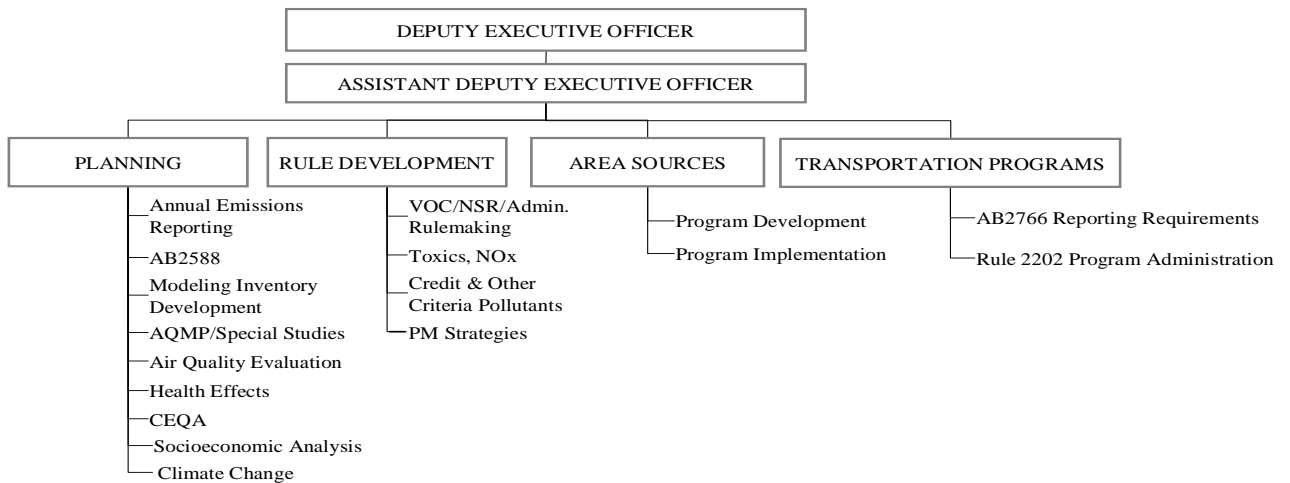 DEPUTY EXECUTIVE OFFICER
ASSISTANT DEPUTY EXECUTIVE OFFICER
PLANNING
Annual Emissions
Reporting
AB2588
Modeling Inventory
Development
AQMP/Special Studies
Air Quality Evaluation
Health Effects
CEQA
Socioeconomic Analysis
Climate Change
RULE DEVELOPMENT
VOC/NSR/Admin.
Rulemaking
Toxics, NOx
Credit & Other
Criteria Pollutants
PM Strategies
AREA SOURCES
Program Development
Program Implementation
TRANSPORTATION PROGRAMS
AB2766 Reporting Requirements
Rule 2202 Program Administration